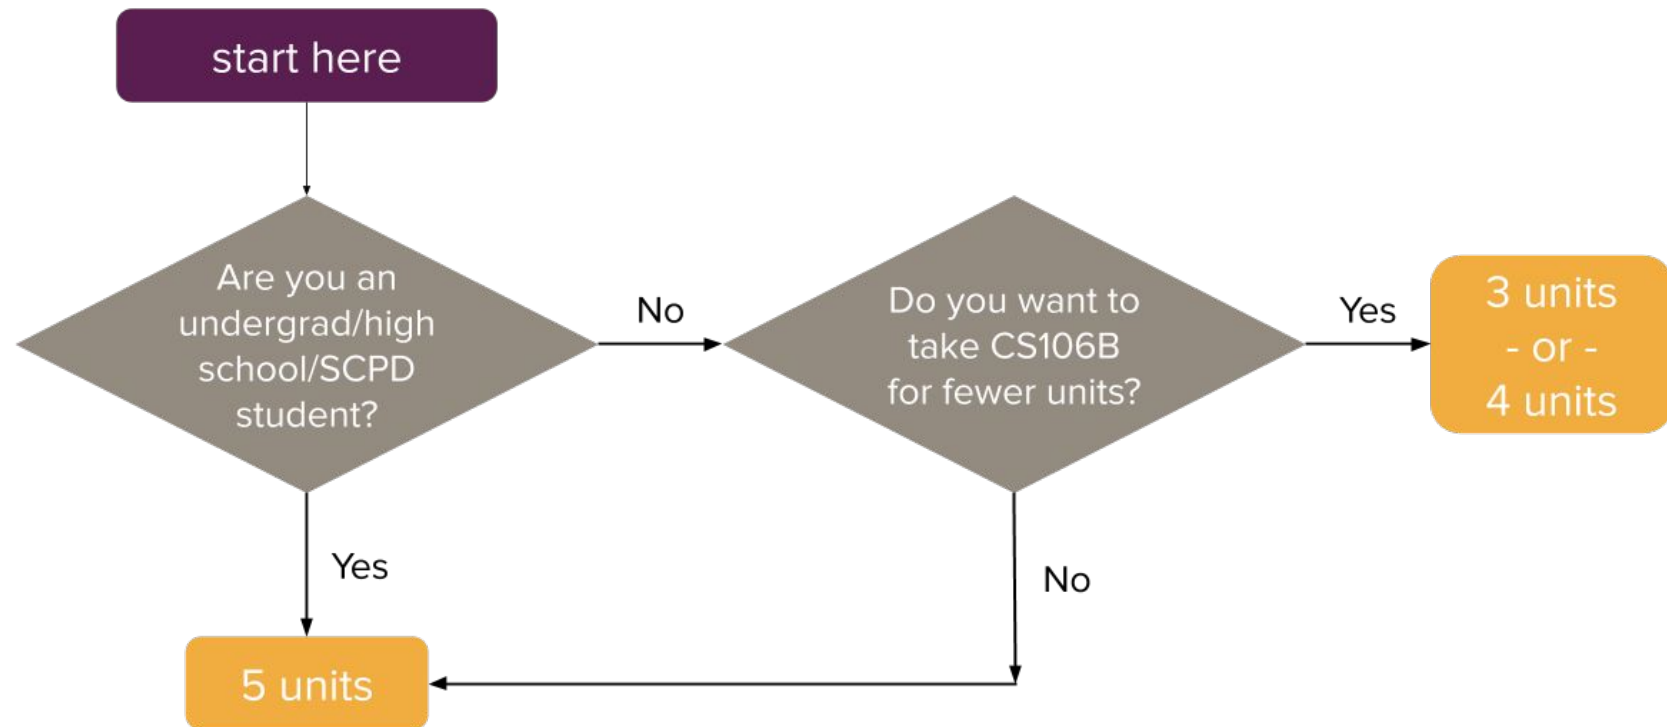 start here
Are you an
undergrad/high
school/SCPD
student?
No
Do you want to
take CS106B
for fewer units?
Yes
3 units
- or -
4 units
Yes
No
5 units